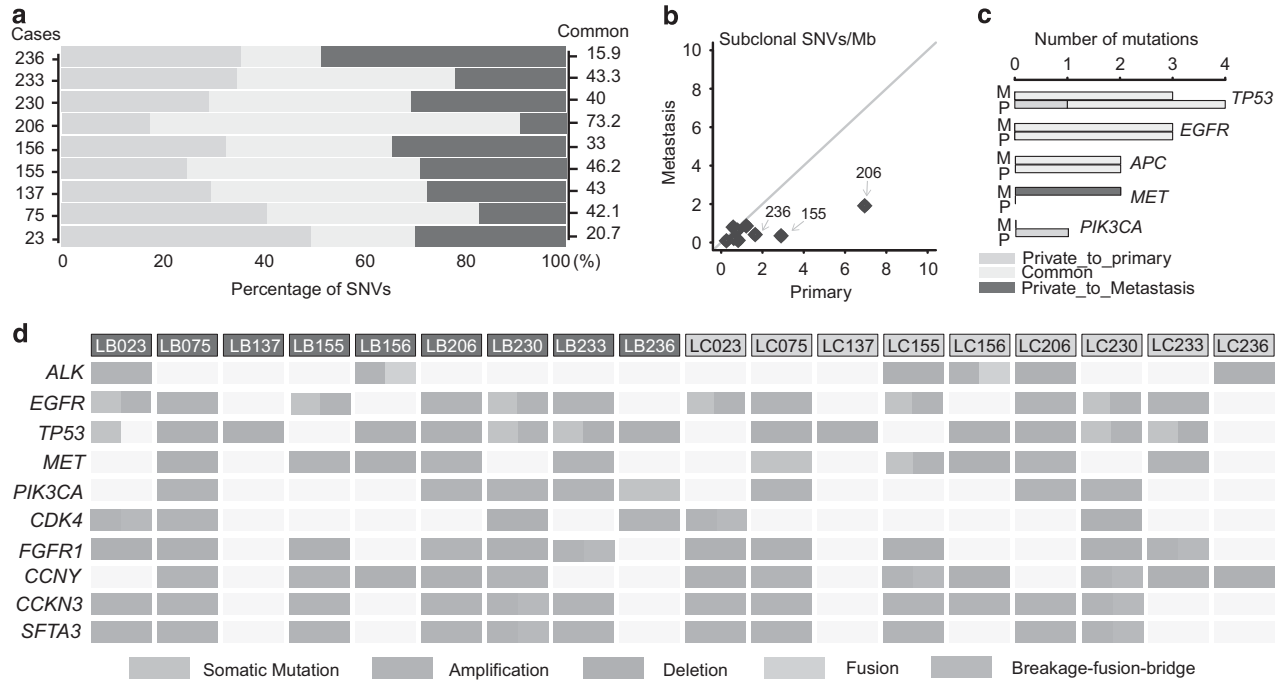 a
Cases
Common
236
15.9
233
43.3
230
40
206
73.2
156
33
155
46.2
137
43
75
42.1
23
20.7
0 20 40 60 80 100 (%)
Percentage of SNVs
b
Subclonal SNVs/Mb
10
8
6
4
2
0
Metastasis
206
236
155
0 2 4 6 8 10
Primary
c
Number of mutations
0 1 2 3 4
M
P
TP53
M
P
EGFR
M
P
APC
M
P
MET
M
P
PIK3CA
Private_to_primary
Common
Private_to_Metastasis
d
LB023 LB075 LB137 LB155 LB156 LB206 LB230 LB233 LB236 LC023 LC075 LC137 LC155 LC156 LC206 LC230 LC233 LC236
ALK
EGFR
TP53
MET
PIK3CA
CDK4
FGFR1
CCNY
CCKN3
SFTA3
Somatic Mutation Amplification Deletion Fusion Breakage-fusion-bridge